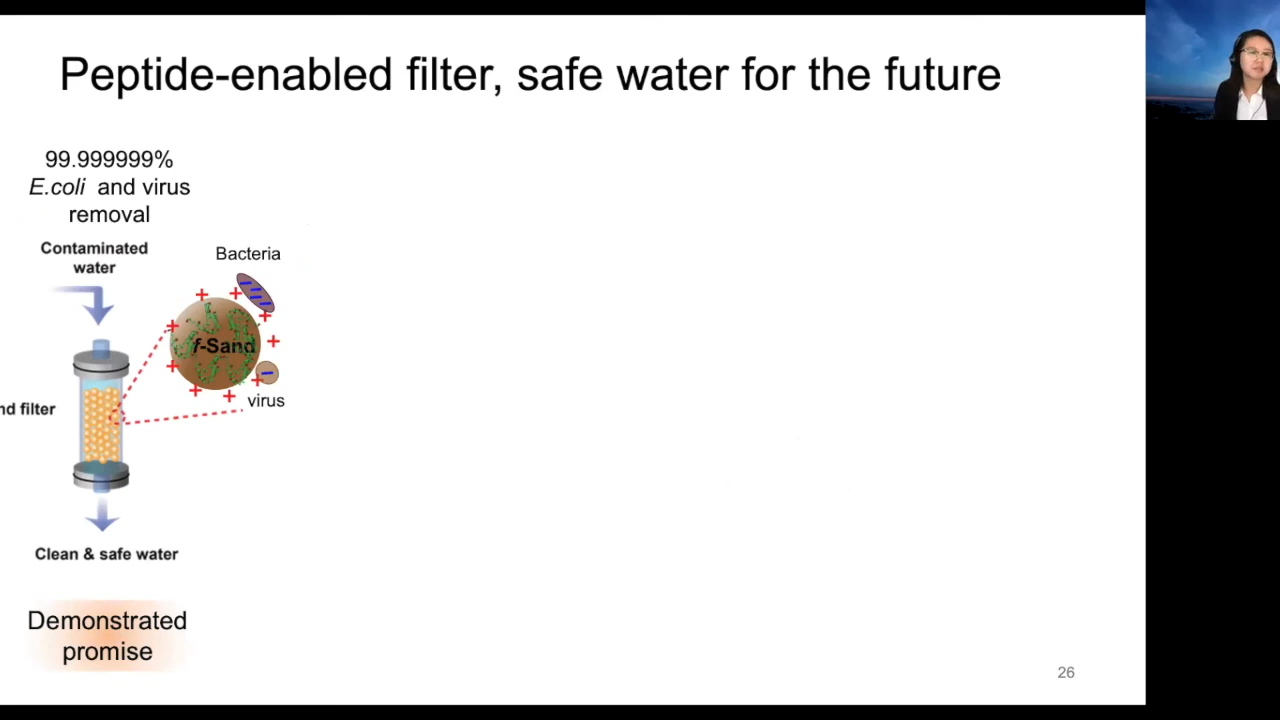 Peptide-enabled filter, safe water for the future
99.999999%
E.coli and virus
removal
Contaminated
water
Bacteria
f-Sand
virus
nd filter
Clean & safe water
Demonstrated
promise
26